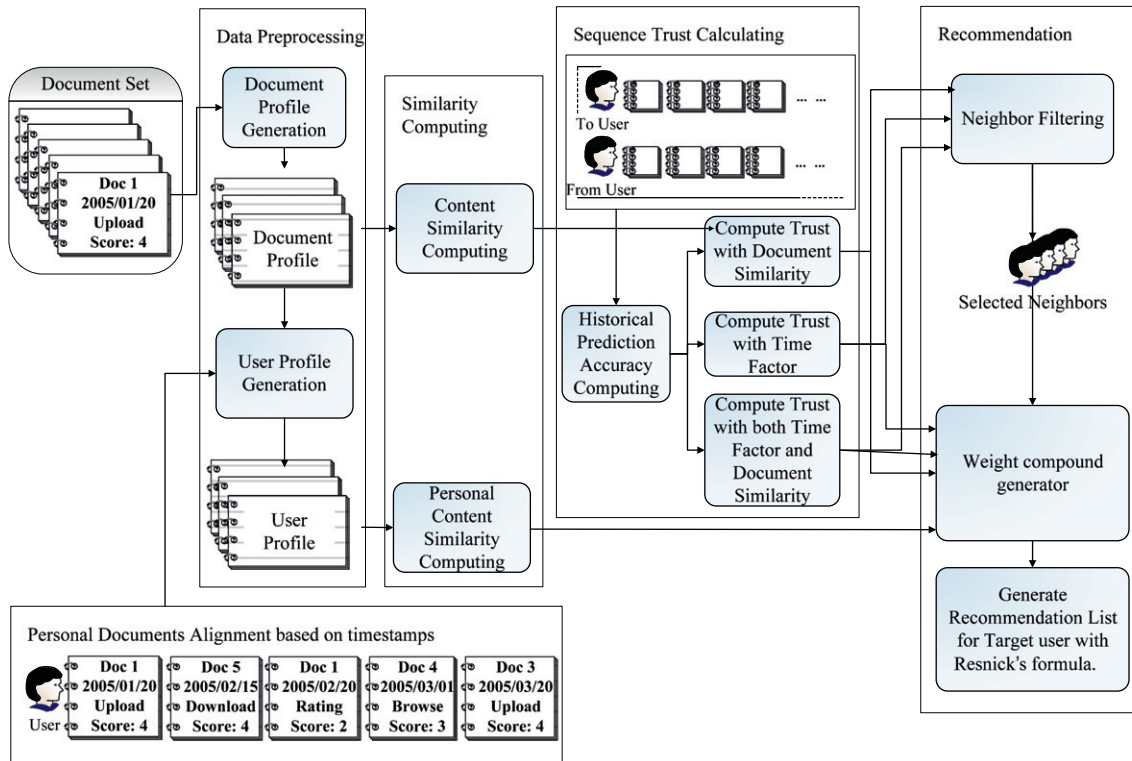 Data Preprocessing
Document Set
Doc 1
2005/01/20
Upload
Score: 4
Document
Profile
Generation
Document
Profile
User Profile
Generation
User
Profile
Similarity
Computing
Content
Similarity
Computing
Personal
Content
Similarity
Computing
Sequence Trust Calculating
To User
... ...
From User
... ...
Historical
Prediction
Accuracy
Computing
Compute Trust
with Document
Similarity
Compute Trust
with Time
Factor
Compute Trust
with both Time
Factor and
Document
Similarity
Recommendation
Neighbor Filtering
Selected Neighbors
Weight compound
generator
Generate
Recommendation List
for Target user with
Resnick's formula.
Personal Documents Alignment based on timestamps
User
Doc 1
2005/01/20
Upload
Score: 4
Doc 5
2005/02/15
Download
Score: 4
Doc 1
2005/02/20
Rating
Score: 2
Doc 4
2005/03/01
Browse
Score: 3
Doc 3
2005/03/20
Upload
Score: 4